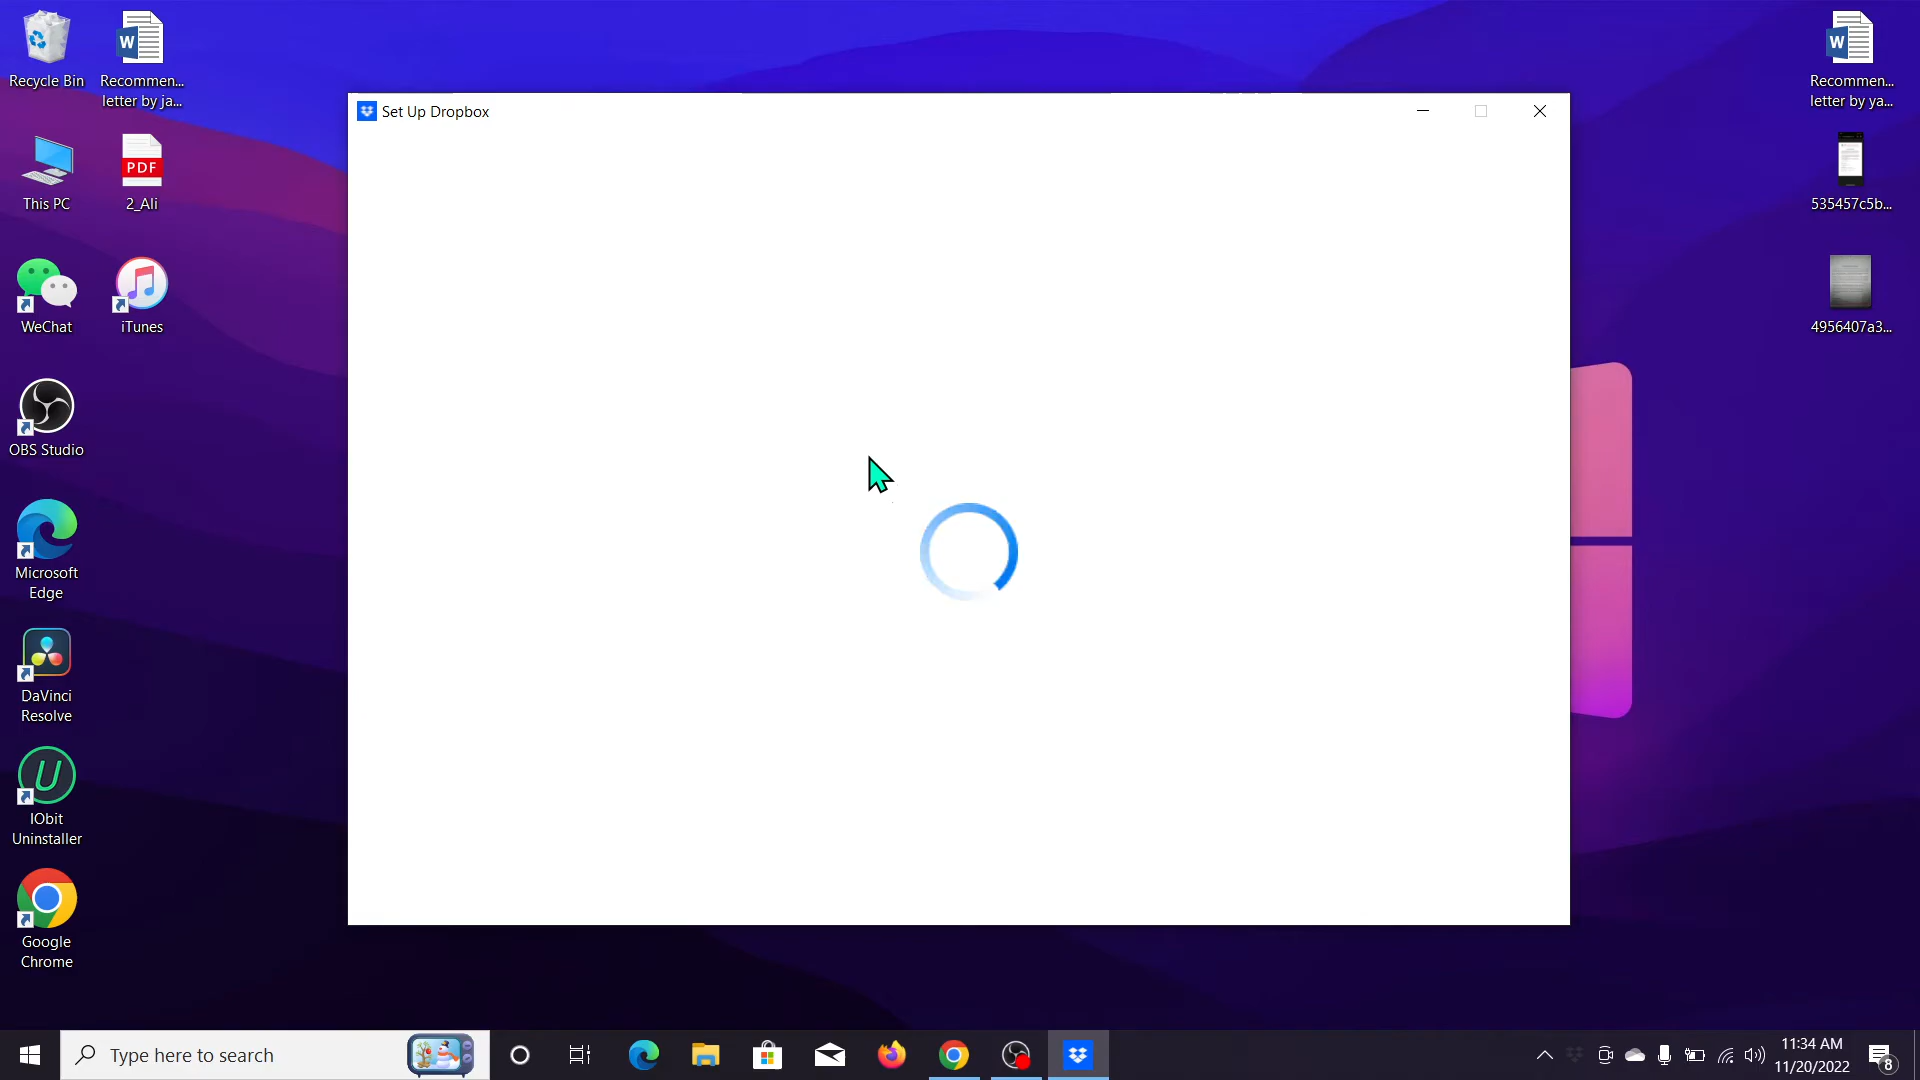 Recycle Bin
Recommen...
letter by ja...
This PC
PDF
2_Ali
WeChat
iTunes
OBS Studio
Microsoft
Edge
DaVinci
Resolve
IObit
Uninstaller
Google
Chrome
Set Up Dropbox
W
W
U
Recommen...
letter by ya...
535457c5b...
4956407a3...
Type here to search
11:34 AM
11/20/2022
8